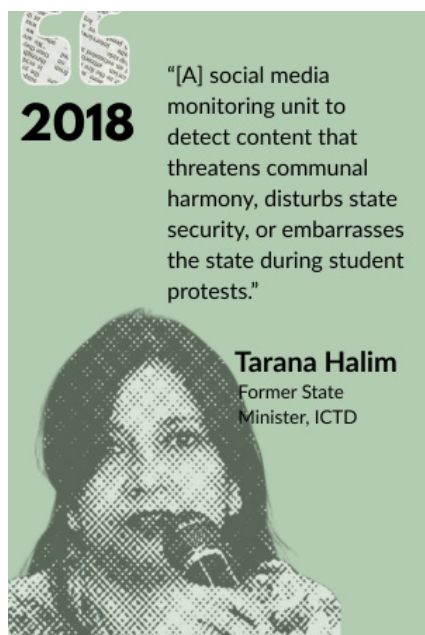 2018
“[A] social media
monitoring unit to
detect content that
threatens communal
harmony, disturbs state
security, or embarrasses
the state during student
protests.”
Tarana Halim
Former State
Minister, ICTD